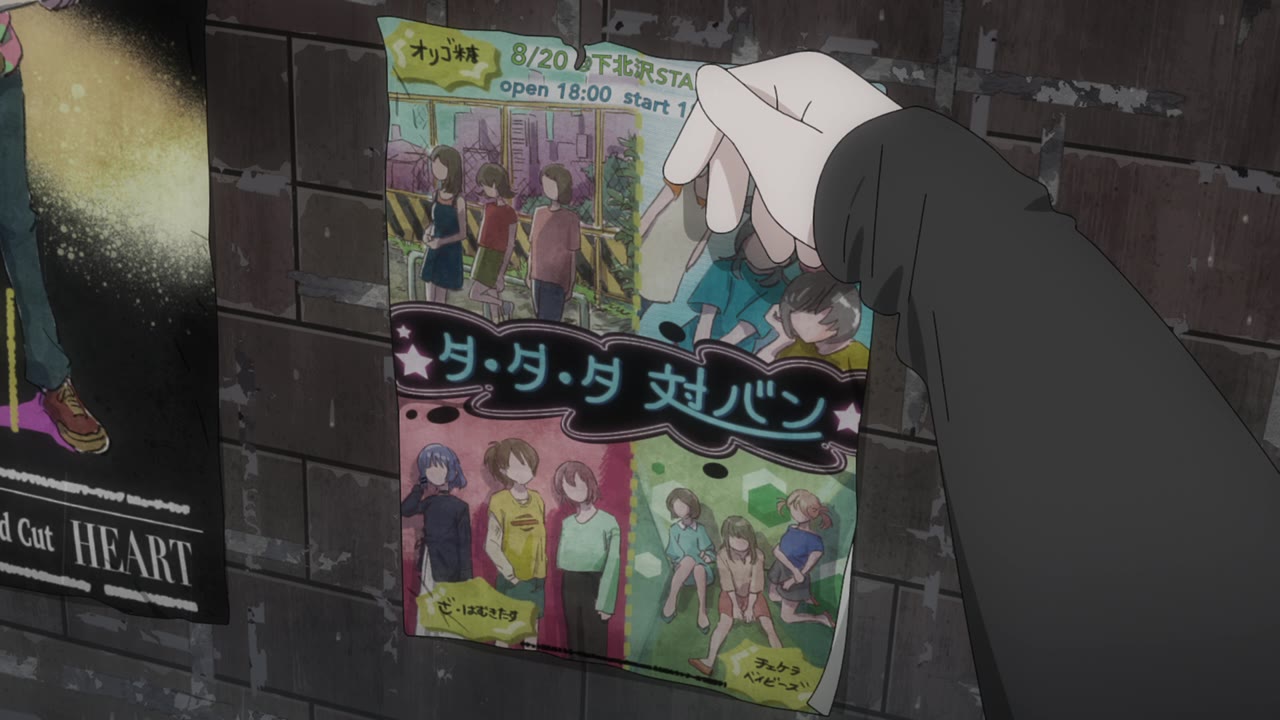 オリゴ糖
8/20 下北沢STA
open 18:00 start 1
タ・タ・タ 対バン
ざ・はむきたす
チェケラ
ベイビーズ
d Cut HEART